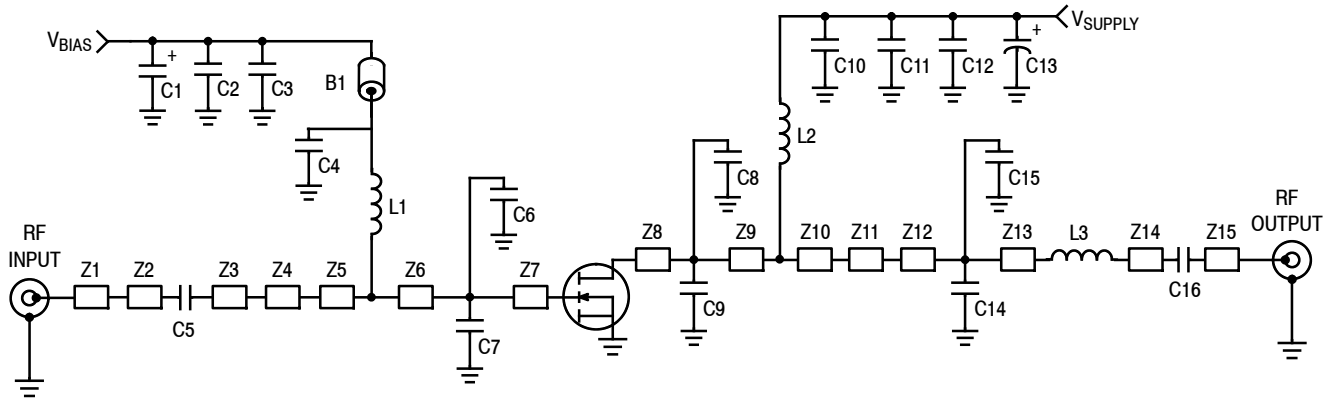 VBIAS
+
C1
C2
C3
B1
C4
L1
C6
RF
INPUT
Z1
Z2
C5
Z3
Z4
Z5
Z6
Z7
C7
VSUPPLY
C10
C11
C12
+
C13
L2
C8
C15
Z8
C9
Z9
Z10
Z11
Z12
C14
Z13
L3
Z14
C16
Z15
RF
OUTPUT